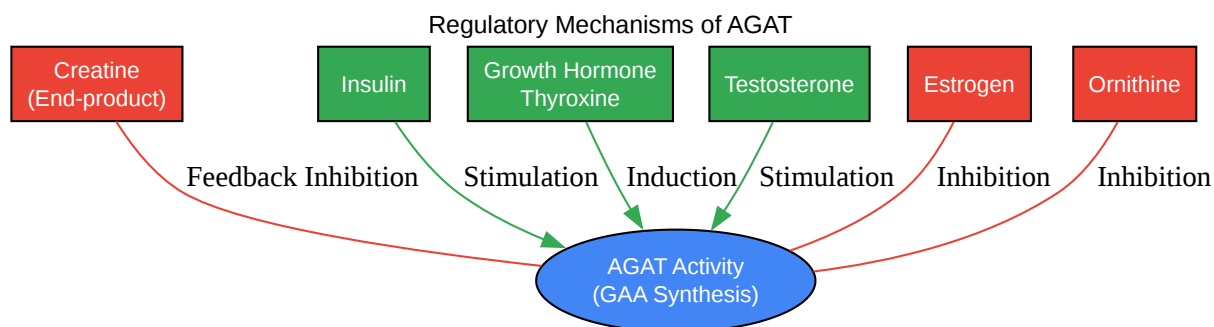 Regulatory Mechanisms of AGAT
Creatine
(End-product)
Insulin
Growth Hormone
Thyroxine
Testosterone
Estrogen
Ornithine
Feedback Inhibition
Stimulation
Induction
Stimulation
Inhibition
Inhibition
AGAT Activity
(GAA Synthesis)